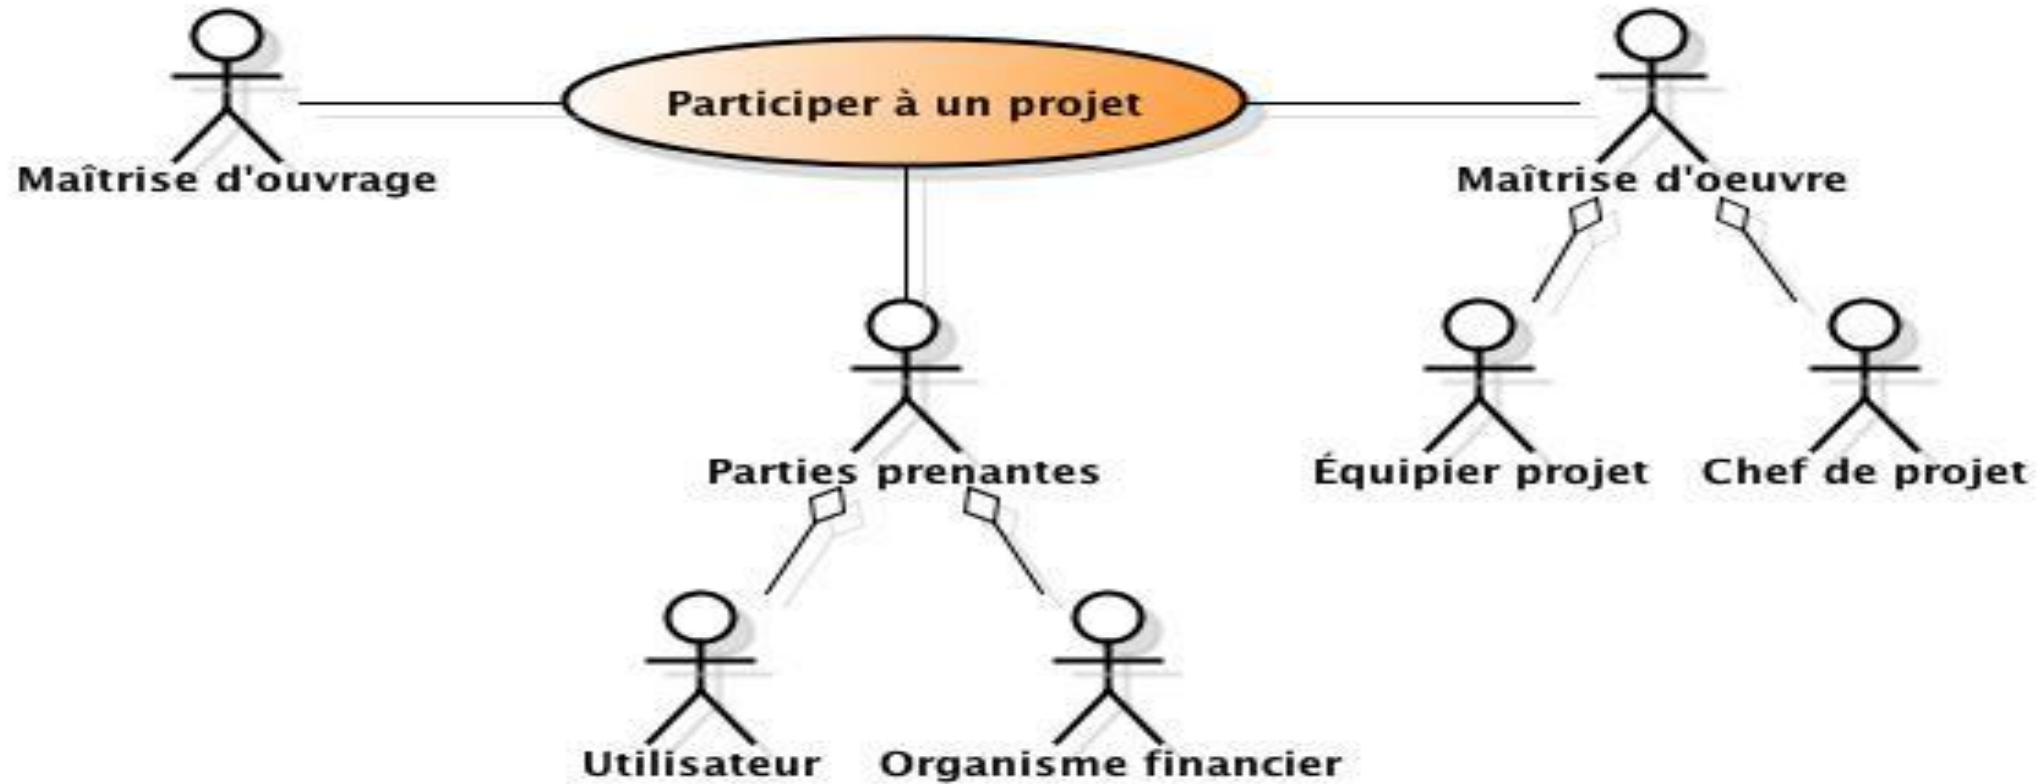 Participer à un projet
Maîtrise d'ouvrage
Maîtrise d'oeuvre
Parties prenantes
Équipier projet
Chef de projet
Utilisateur
Organisme financier